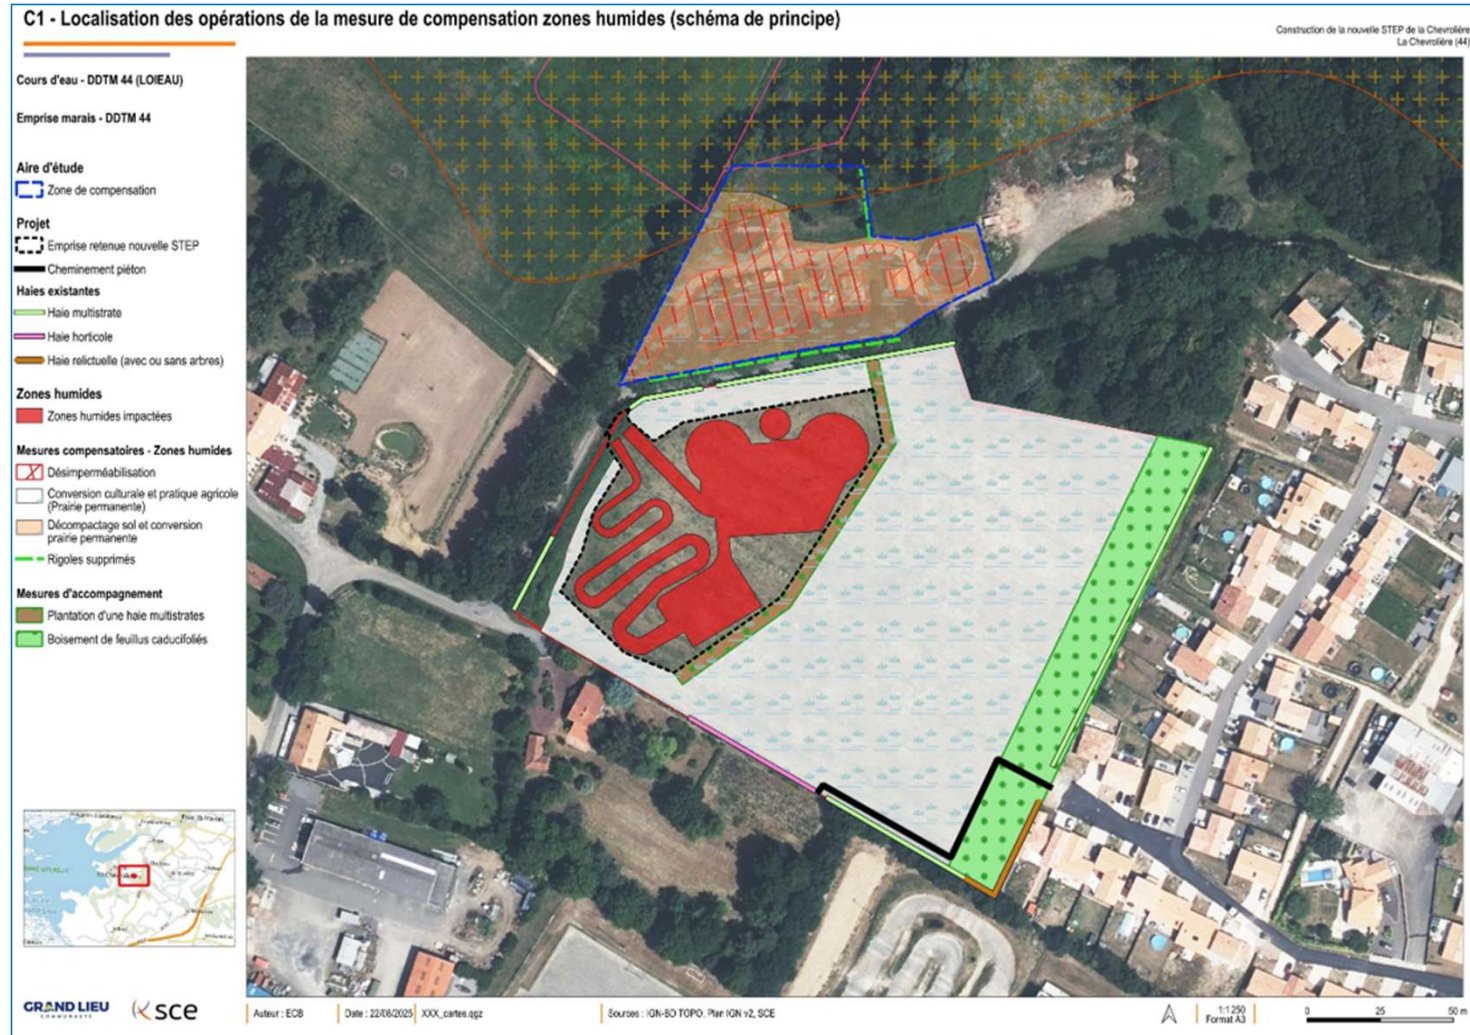 C1 - Localisation des opérations de la mesure de compensation zones humides (schéma de principe)
Construction de la nouvelle STEP de la Chevrolière
La Chevrolière (44)
Cours d'eau - DDTM 44 (LOIEAU)
Emprise marais - DDTM 44
Aire d'étude
Zone de compensation
Projet
Emprise retenue nouvelle STEP
Cheminement piéton
Haies existantes
Haie multistrate
Haie horticole
Haie relictuelle (avec ou sans arbres)
Zones humides
Zones humides impactées
Mesures compensatoires - Zones humides
Désimperméabilisation
Conversion culturale et pratique agricole
(Prairie permanente)
Décompactage sol et conversion
prairie permanente
Rigoles supprimés
Mesures d'accompagnement
Plantation d'une haie multistrates
Boisement de feuillus caducifoliés
GRAND LIEU
COMMUNAUTÉ
sce
Auteur : ECB
Date : 22/08/2025
XXX_cartes.qgz
Sources : IGN-BD TOPO, Plan IGN v2, SCE
1:1 250
Format A3
0 25 50 m